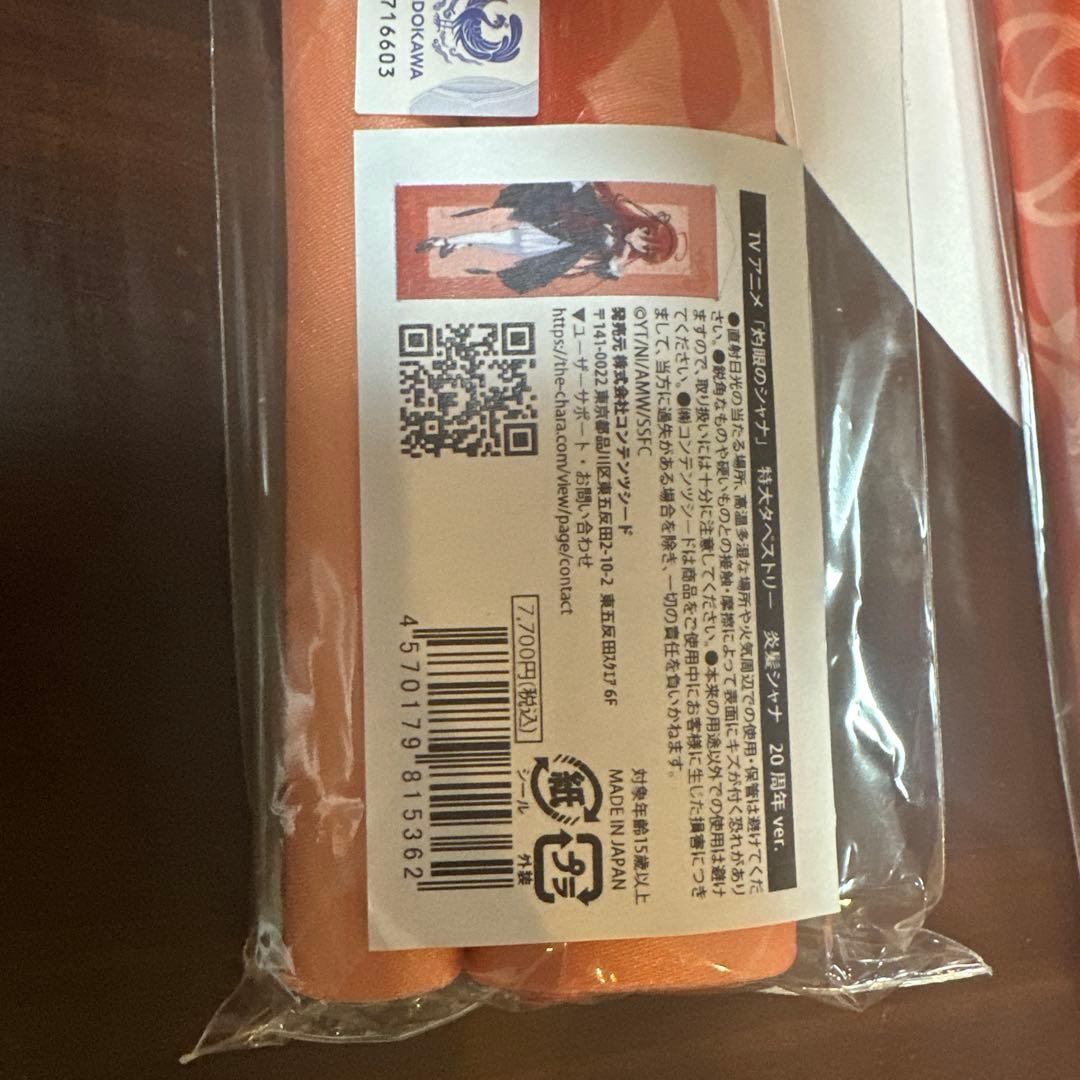 DOKAWA
716603
TVアニメ「灼眼のシャナ」 特大タペストリー 炎髪シャナ 20周年 ver.
●直射日光の当たる場所、高温多湿な場所や火気周辺での使用・保管は避けてくだ
さい。●鋭角なものや硬いものとの接触・摩擦によって表面にキズが付く恐れがあり
ますので、取り扱いには十分に注意してください。●本来の用途以外での使用は避け
てください。●㈱コンテンツシードは商品をご使用中にお客様に生じた損害につき
まして、当方に過失がある場合を除き、一切の責任を負いかねます。
©YT/NI/AMW/SSFC
発売元 株式会社コンテンツシード
〒141-0022 東京都品川区東五反田2-10-2 東五反田ｽｸｴｱ 6F
▼ユーザーサポート・お問い合わせ
https://the-chara.com/view/page/contact
対象年齢15歳以上
MADE IN JAPAN
紙
シール
プラ
外装
7,700円(税込)
4 570179 815362